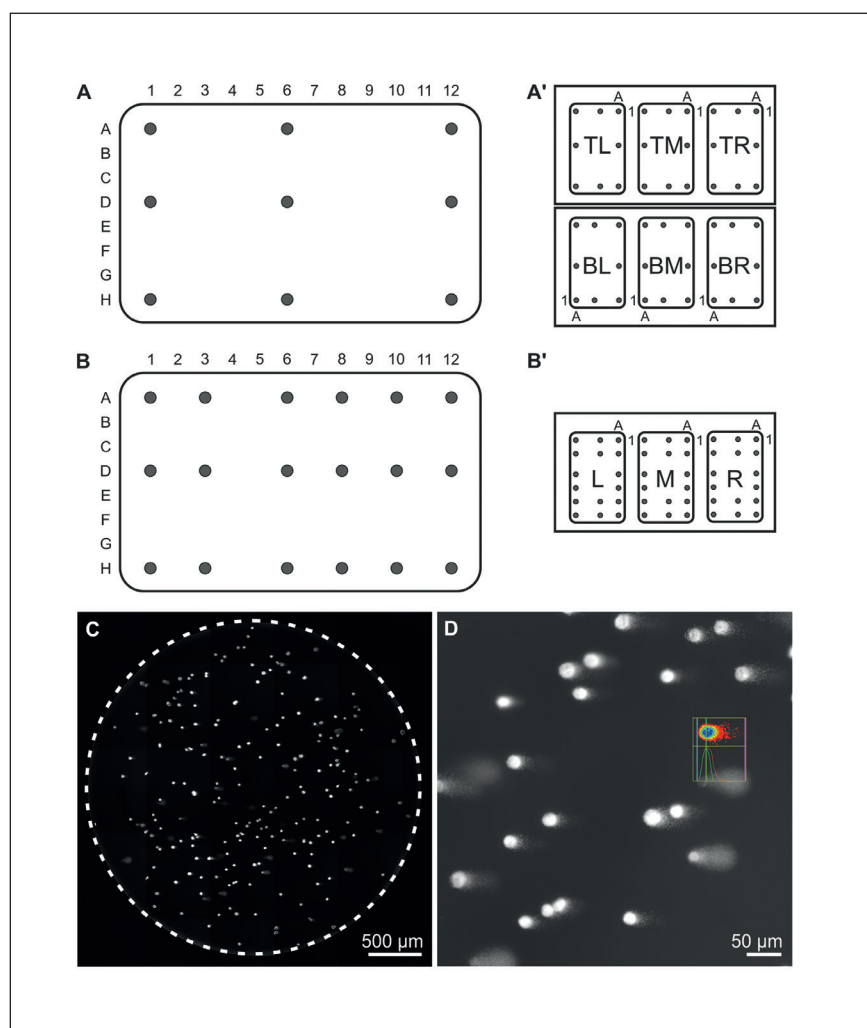 A
1 2 3 4 5 6 7 8 9 10 11 12
A
B
C
D
E
F
G
H
A'
A A A
1 1 1
TL TM TR
BL BM BR
1 1 1
A A A
B
1 2 3 4 5 6 7 8 9 10 11 12
A
B
C
D
E
F
G
H
B'
A A A
1 1 1
L M R
C
500 µm
D
50 µm